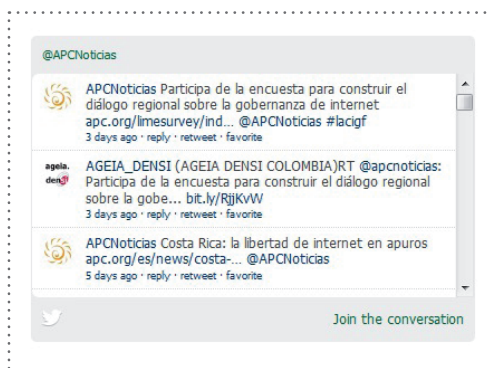 @APCNoticias
APCNoticias Participa de la encuesta para construir el
diálogo regional sobre la gobernanza de internet
apc.org/limesurvey/ind... @APCNoticias #lacigf
3 days ago · reply · retweet · favorite
ageia.
densi
AGEIA_DENSI (AGEIA DENSI COLOMBIA)RT @apcnoticias:
Participa de la encuesta para construir el diálogo regional
sobre la gobe... bit.ly/RjjKvW
3 days ago · reply · retweet · favorite
APCNoticias Costa Rica: la libertad de internet en apuros
apc.org/es/news/costa-... @APCNoticias
5 days ago · reply · retweet · favorite
Join the conversation